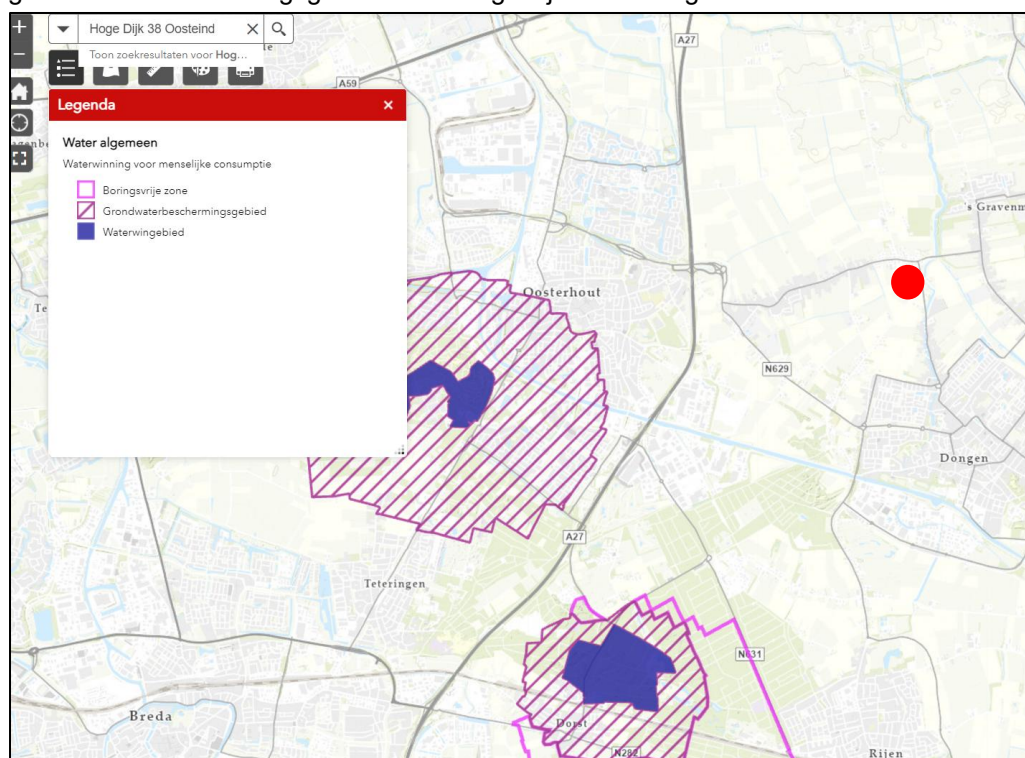 Hoge Dijk 38 Oosteind
Toon zoekresultaten voor Hog...
Legenda
Water algemeen
Waterwinning voor menselijke consumptie
Boringsvrije zone
Grondwaterbeschermingsgebied
Waterwingebied
A27
A59
's Gravenm
Oosterhout
N629
Dongen
A27
Teteringen
N631
Breda
Dorst
N282
Rijen